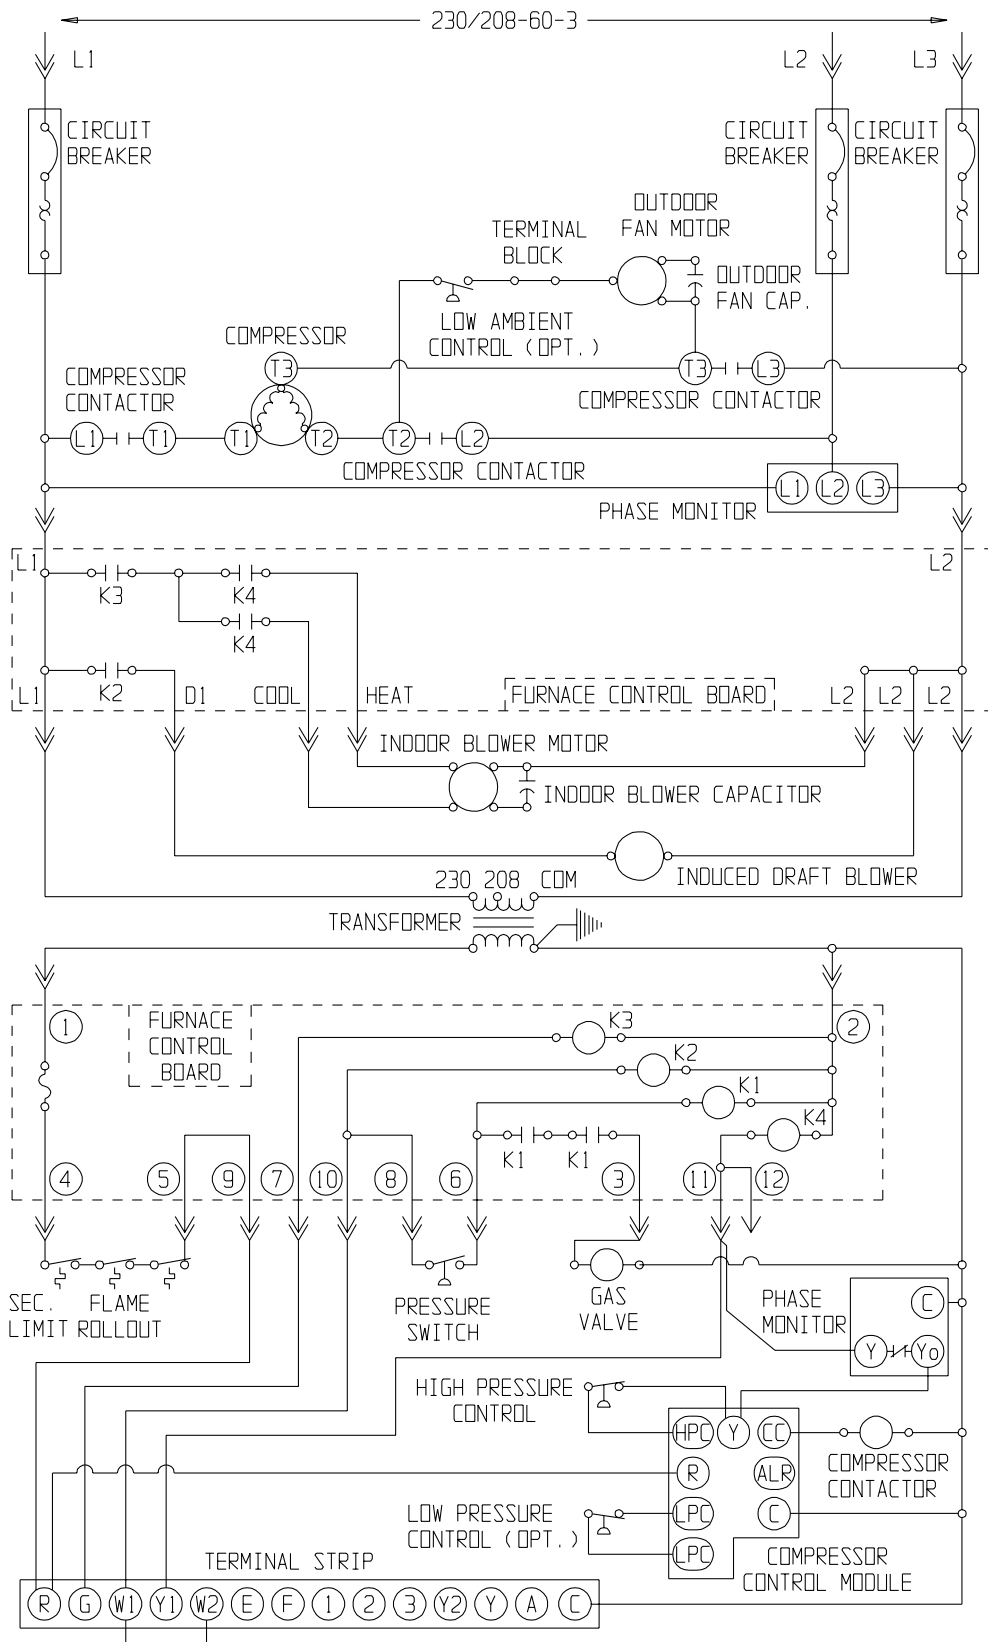 230/208-60-3
L1
L2
L3
CIRCUIT
BREAKER
CIRCUIT
BREAKER
CIRCUIT
BREAKER
OUTDOOR
FAN MOTOR
TERMINAL
BLOCK
OUTDOOR
FAN CAP.
LOW AMBIENT
CONTROL (OPT.)
COMPRESSOR
T3
T3
L3
COMPRESSOR
CONTACTOR
COMPRESSOR CONTACTOR
L1
T1
T1
T2
T2
L2
COMPRESSOR CONTACTOR
L1
L2
L3
PHASE MONITOR
L1
L2
K3
K4
K4
K2
L1
D1
COOL
HEAT
FURNACE CONTROL BOARD
L2
L2
L2
INDOOR BLOWER MOTOR
INDOOR BLOWER CAPACITOR
INDUCED DRAFT BLOWER
230 208 COM
TRANSFORMER
1
FURNACE
CONTROL
BOARD
K3
2
K2
K1
K4
K1
K1
4
5
9
7
10
8
6
3
11
12
SEC.
LIMIT
FLAME
ROLLOUT
PRESSURE
SWITCH
GAS
VALVE
PHASE
MONITOR
C
Y
Yo
HIGH PRESSURE
CONTROL
HPC
Y
CC
COMPRESSOR
CONTACTOR
R
ALR
LOW PRESSURE
CONTROL (OPT.)
LPC
C
LPC
COMPRESSOR
CONTROL MODULE
TERMINAL STRIP
R
G
W1
Y1
W2
E
F
1
2
3
Y2
Y
A
C